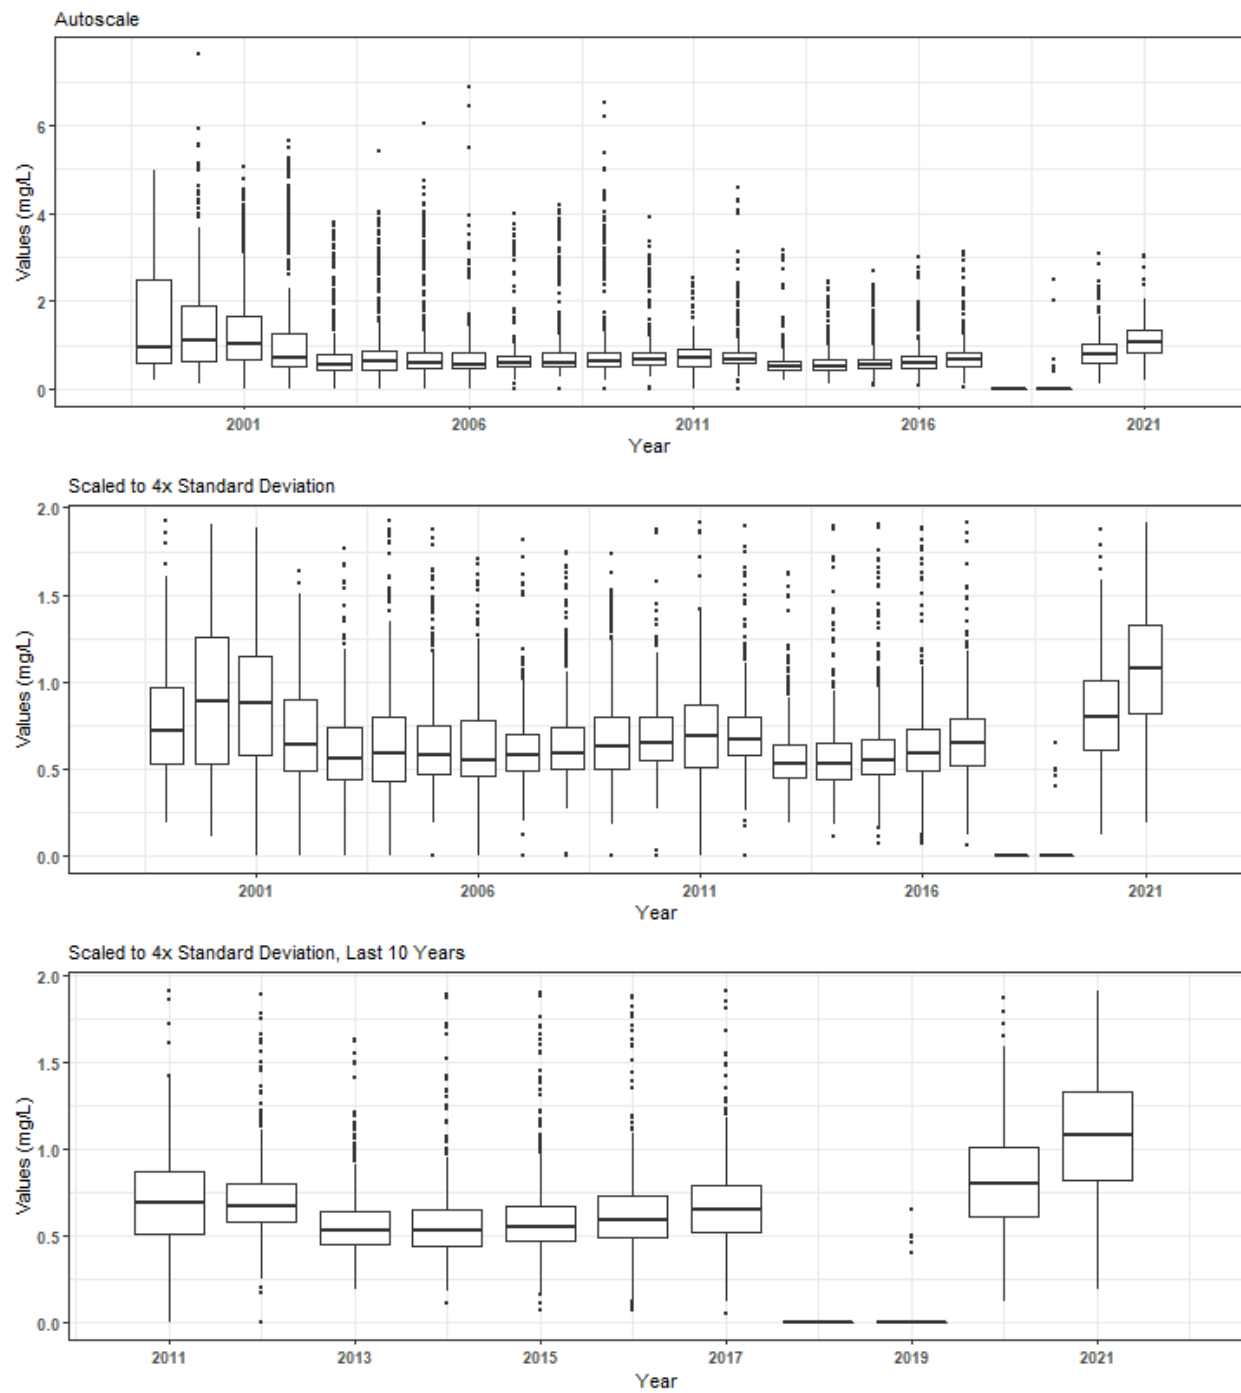 Autoscale
Values (mg/L)
6
4
2
0
2001 2006 2011 2016 2021
Year
Scaled to 4x Standard Deviation
Values (mg/L)
2.0
1.5
1.0
0.5
0.0
2001 2006 2011 2016 2021
Year
Scaled to 4x Standard Deviation, Last 10 Years
Values (mg/L)
2.0
1.5
1.0
0.5
0.0
2011 2013 2015 2017 2019 2021
Year